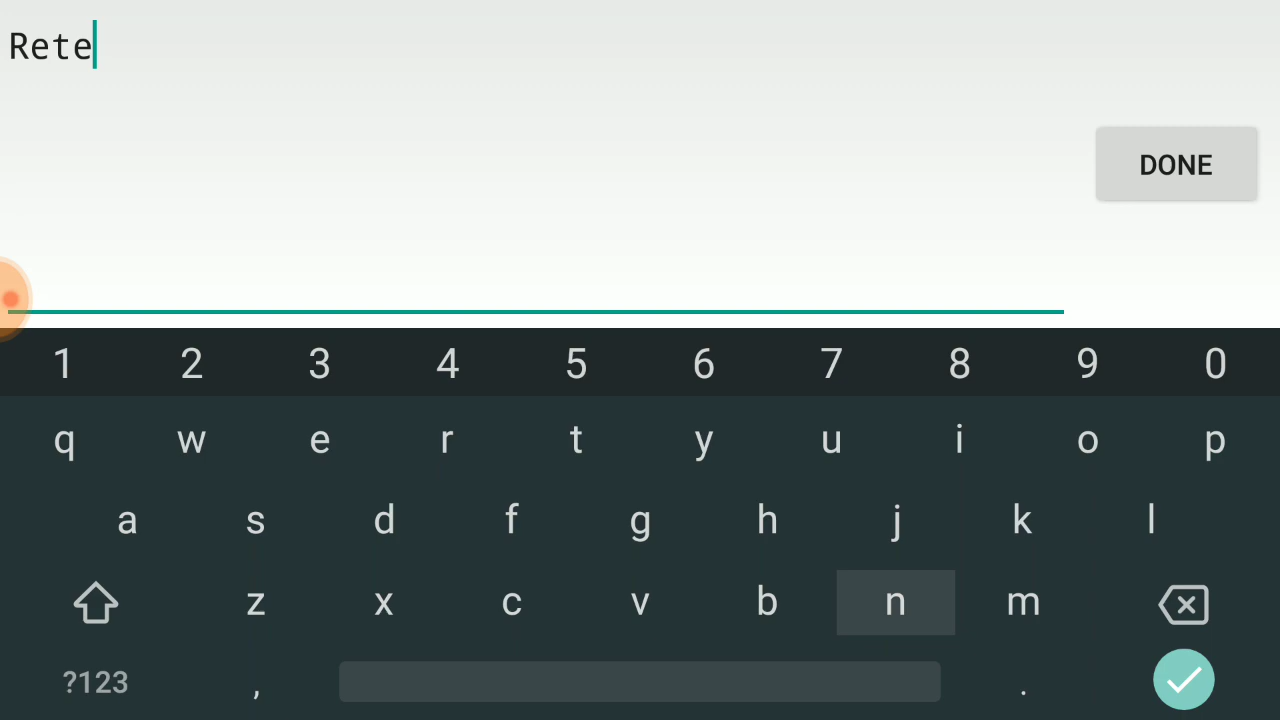 Rete
DONE
1 2 3 4 5 6 7 8 9 0
q w e r t y u i o p
a s d f g h j k l
z x c v b n m
?123 , .